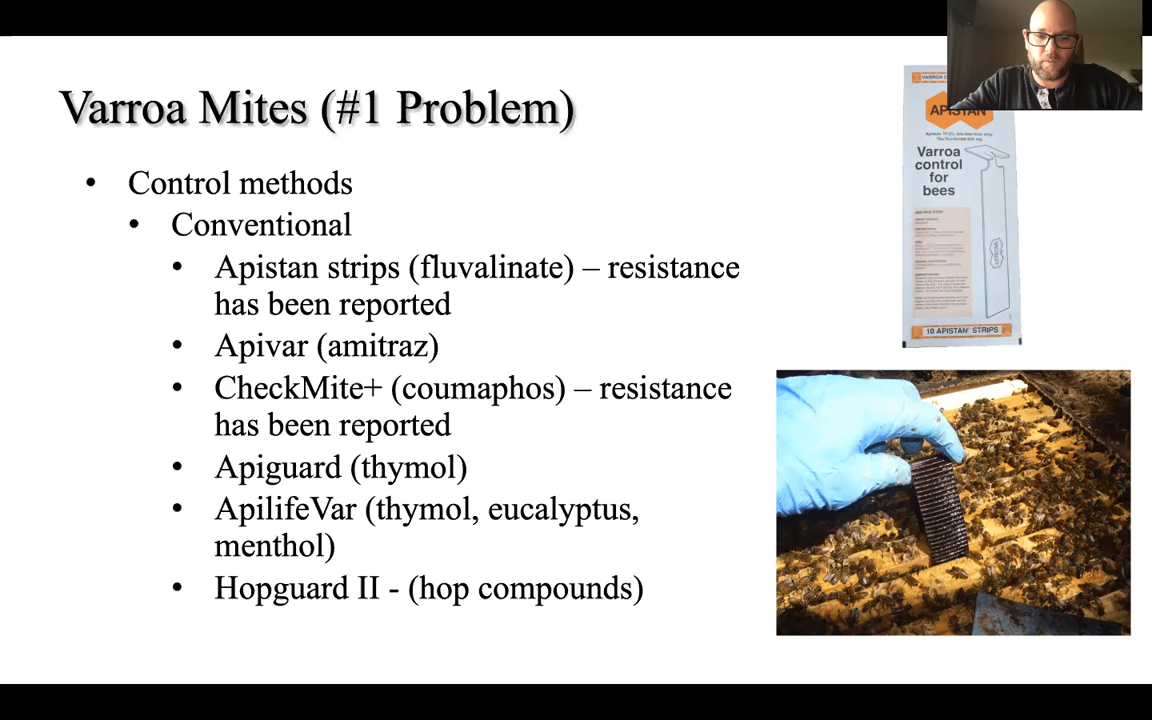 Varroa Mites (#1 Problem)
• Control methods
• Conventional
• Apistan strips (fluvalinate) – resistance
has been reported
• Apivar (amitraz)
• CheckMite+ (coumaphos) – resistance
has been reported
• Apiguard (thymol)
• ApilifeVar (thymol, eucalyptus,
menthol)
• Hopguard II - (hop compounds)
APISTAN
Varroa
control
for
bees
10 APISTAN STRIPS